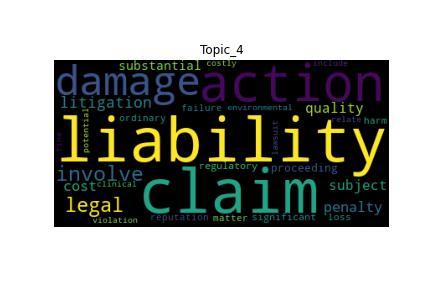 Topic_4
substantial costly include
damage action
litigation failure environmental quality
potential ordinary relate harm
fine liability lawsuit
regulatory proceeding
involve claim
cost clinical subject
legal penalty
violation reputation matter significant loss